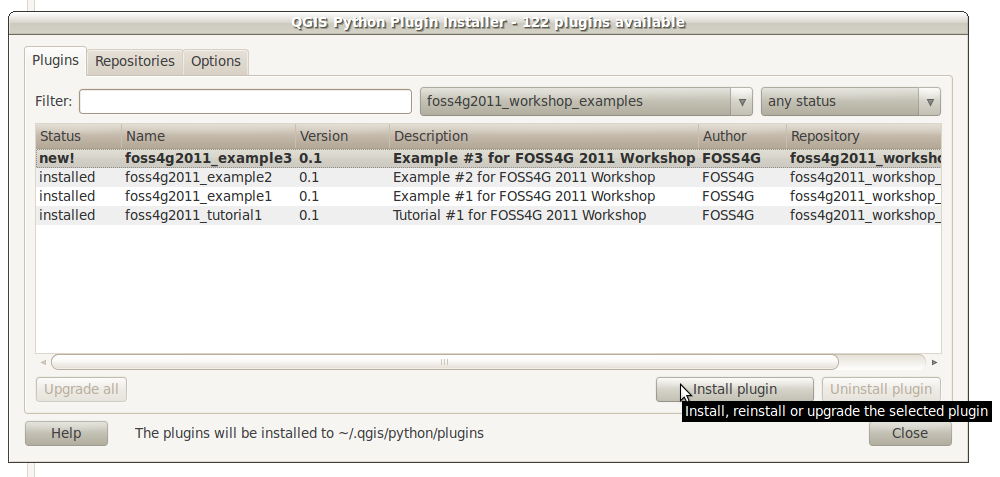 QGIS Python Plugin Installer - 122 plugins available
Plugins Repositories Options
Filter: foss4g2011_workshop_examples any status
Status Name Version Description Author Repository
new! foss4g2011_example3 0.1 Example #3 for FOSS4G 2011 Workshop FOSS4G foss4g2011_worksho
installed foss4g2011_example2 0.1 Example #2 for FOSS4G 2011 Workshop FOSS4G foss4g2011_workshop_
installed foss4g2011_example1 0.1 Example #1 for FOSS4G 2011 Workshop FOSS4G foss4g2011_workshop_
installed foss4g2011_tutorial1 0.1 Tutorial #1 for FOSS4G 2011 Workshop FOSS4G foss4g2011_workshop_
Upgrade all Install plugin Uninstall plugin
Install, reinstall or upgrade the selected plugin
Help The plugins will be installed to ~/.qgis/python/plugins Close